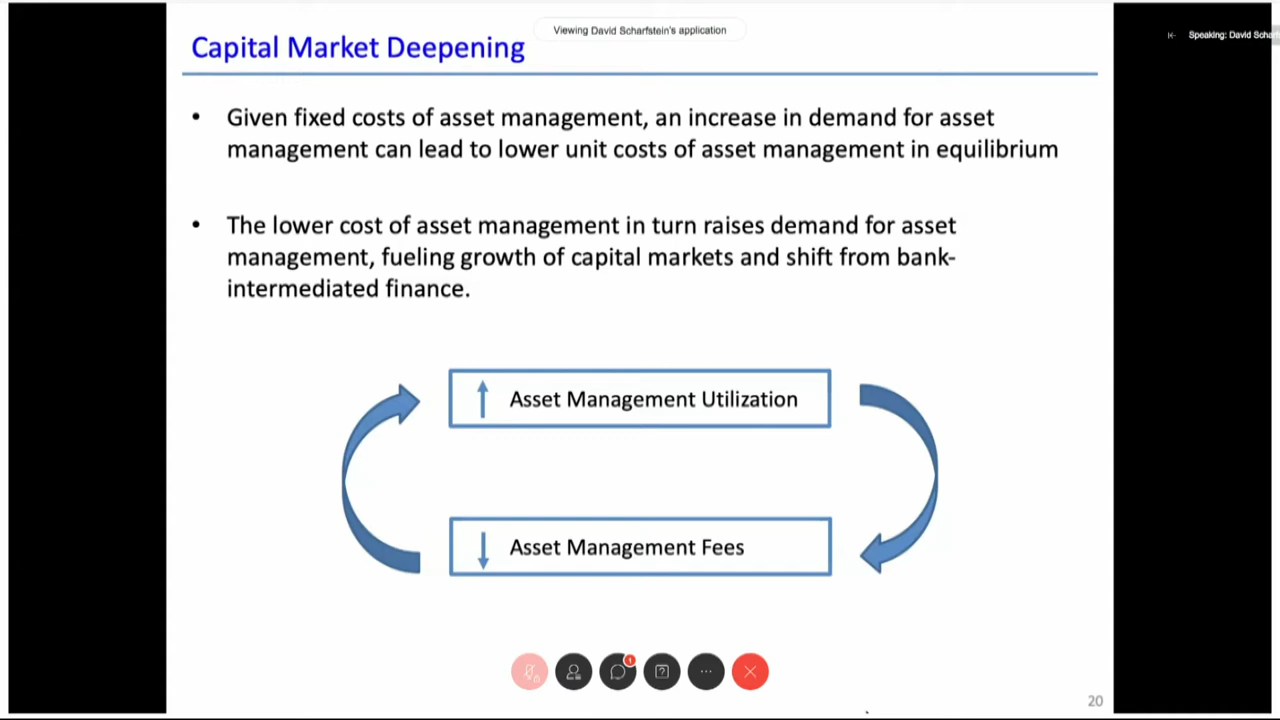 Viewing David Scharfstein's application
Speaking: David Scharf
Capital Market Deepening
• Given fixed costs of asset management, an increase in demand for asset
management can lead to lower unit costs of asset management in equilibrium
• The lower cost of asset management in turn raises demand for asset
management, fueling growth of capital markets and shift from bank-
intermediated finance.
Asset Management Utilization
Asset Management Fees
1
20